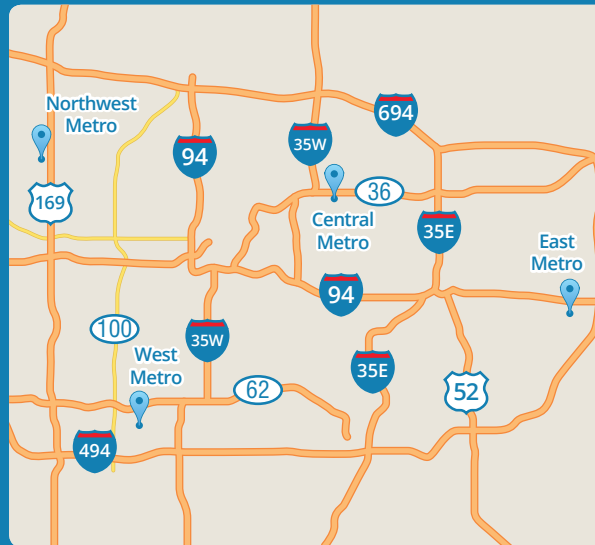 Northwest
Metro
694
35W
94
169
36
Central
Metro
35E
East
Metro
94
100
35W
West
Metro
35E
62
52
494